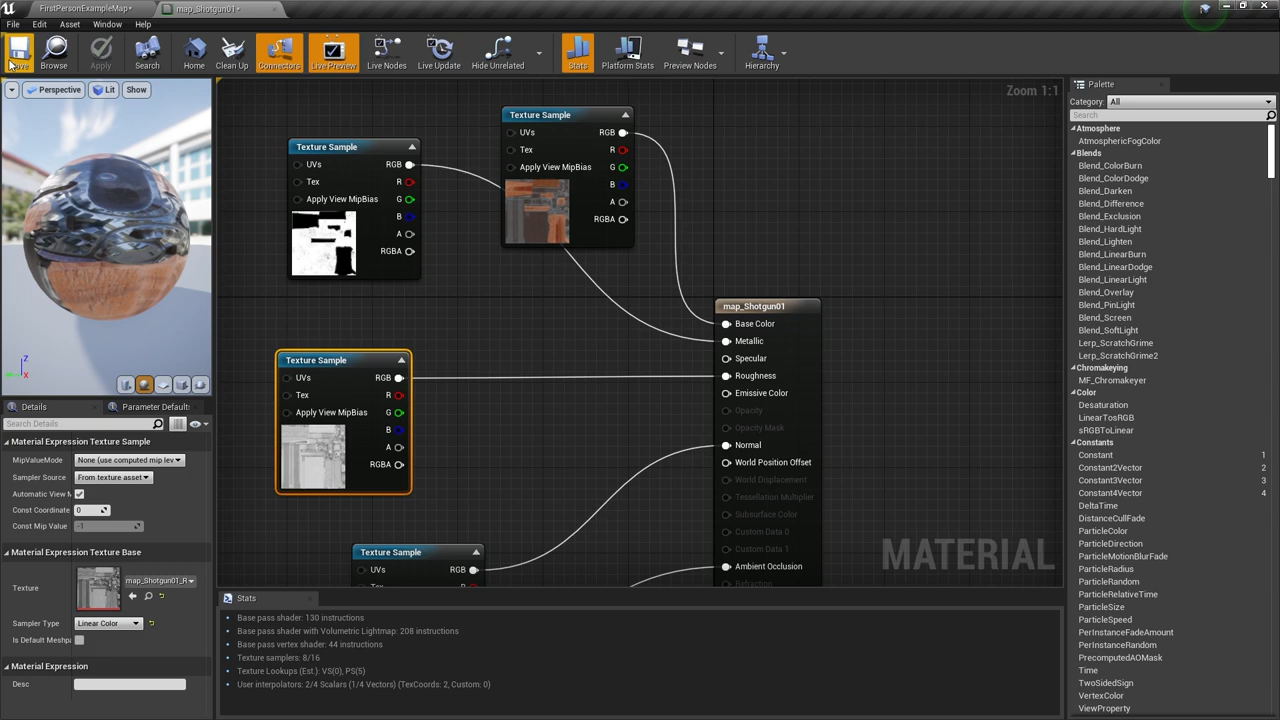 FirstPersonExampleMap*
map_Shotgun01*
File Edit Asset Window Help
Save Browse Apply Search Home Clean Up Connectors Live Preview Live Nodes Live Update Hide Unrelated Stats Platform Stats Preview Nodes Hierarchy
Perspective Lit Show
Z
X
Zoom 1:1
Texture Sample
UVs RGB
Tex R
Apply View MipBias G
B
A
RGBA
Texture Sample
UVs RGB
Tex R
Apply View MipBias G
B
A
RGBA
Texture Sample
UVs RGB
Tex R
Apply View MipBias G
B
A
RGBA
Texture Sample
UVs RGB
Tex
map_Shotgun01
Base Color
Metallic
Specular
Roughness
Emissive Color
Opacity
Opacity Mask
Normal
World Position Offset
World Displacement
Tessellation Multiplier
Subsurface Color
Custom Data 0
Custom Data 1
Ambient Occlusion
Refraction
MATERIAL
Details
Parameter Default:
Search Details
Material Expression Texture Sample
MipValueMode None (use computed mip lev
Sampler Source From texture asset
Automatic View M
Const Coordinate 0
Const Mip Value -1
Material Expression Texture Base
Texture map_Shotgun01_R
Sampler Type Linear Color
Is Default Meshpa
Material Expression
Desc
Stats
Base pass shader: 130 instructions
Base pass shader with Volumetric Lightmap: 208 instructions
Base pass vertex shader: 44 instructions
Texture samplers: 8/16
Texture Lookups (Est.): VS(0), PS(5)
User interpolators: 2/4 Scalars (1/4 Vectors) (TexCoords: 2, Custom: 0)
Palette
Category: All
Search
Atmosphere
AtmosphericFogColor
Blends
Blend_ColorBurn
Blend_ColorDodge
Blend_Darken
Blend_Difference
Blend_Exclusion
Blend_HardLight
Blend_Lighten
Blend_LinearBurn
Blend_LinearDodge
Blend_LinearLight
Blend_Overlay
Blend_PinLight
Blend_Screen
Blend_SoftLight
Lerp_ScratchGrime
Lerp_ScratchGrime2
Chromakeying
MF_Chromakeyer
Color
Desaturation
LinearTosRGB
sRGBToLinear
Constants
Constant 1
Constant2Vector 2
Constant3Vector 3
Constant4Vector 4
DeltaTime
DistanceCullFade
ParticleColor
ParticleDirection
ParticleMotionBlurFade
ParticleRadius
ParticleRandom
ParticleRelativeTime
ParticleSize
ParticleSpeed
PerInstanceFadeAmount
PerInstanceRandom
PrecomputedAOMask
Time
TwoSidedSign
VertexColor
ViewProperty